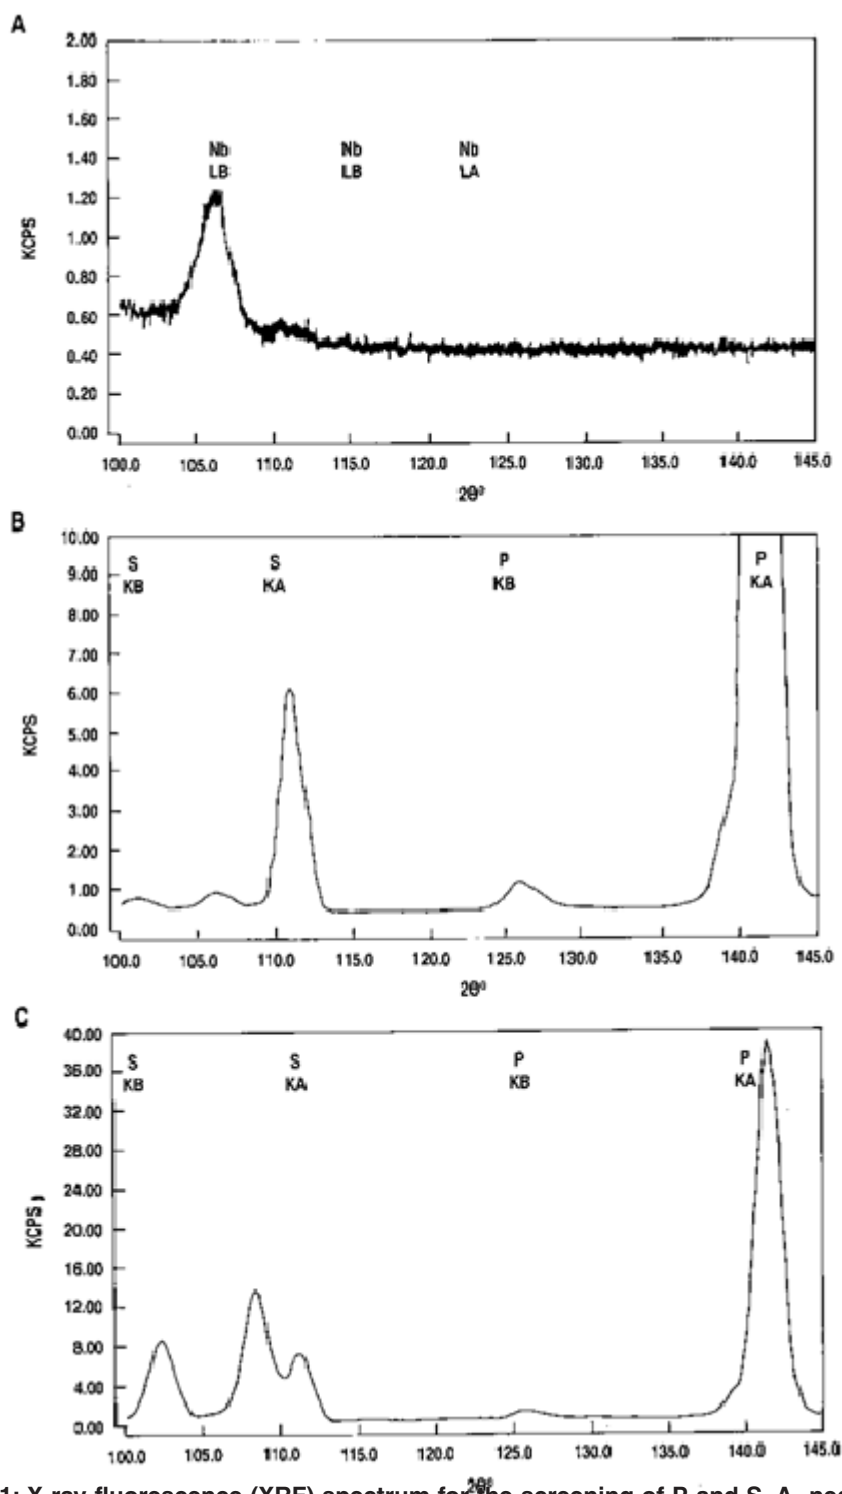 A
2.00
1.80
1.60
1.40
1.20
1.00
0.80
0.60
0.40
0.20
0.00
KCPS
Nb Nb Nb
LB LB LA
100.0 105.0 110.0 115.0 120.0 125.0 130.0 135.0 140.0 145.0
2θ°
B
10.00
9.00
8.00
7.00
6.00
5.00
4.00
3.00
2.00
1.00
0.00
KCPS
S S P P
KB KA KB KA
100.0 105.0 110.0 115.0 120.0 125.0 130.0 135.0 140.0 145.0
2θ°
C
40.00
36.00
32.00
28.00
24.00
20.00
16.00
12.00
8.00
4.00
0.00
KCPS
S S P P
KB KA KB KA
100.0 105.0 110.0 115.0 120.0 125.0 130.0 135.0 140.0 145.0
2θ°
1: X-ray fluorescence (XRF) spectrum for the screening of P and S. A,